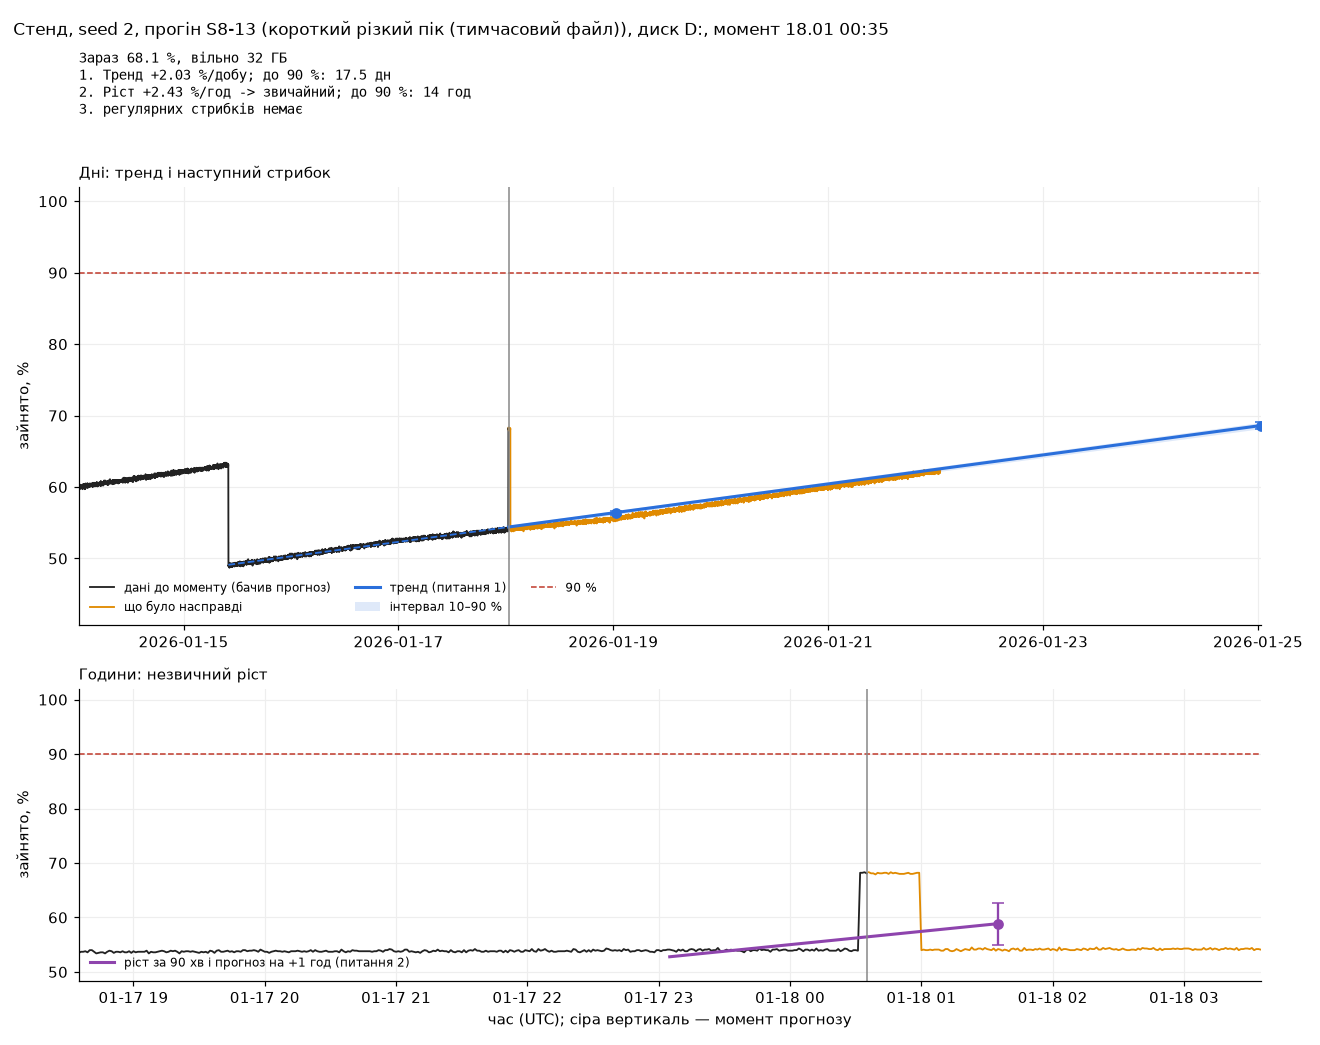 Стенд, seed 2, прогін S8-13 (короткий різкий пік (тимчасовий файл)), диск D:, момент 18.01 00:35
Зараз 68.1 %, вільно 32 ГБ
1. Тренд +2.03 %/добу; до 90 %: 17.5 дн
2. Ріст +2.43 %/год -> звичайний; до 90 %: 14 год
3. регулярних стрибків немає
Дні: тренд і наступний стрибок
100
90
80
70
60
50
зайнято, %
дані до моменту (бачив прогноз)
що було насправді
тренд (питання 1)
інтервал 10–90 %
90 %
2026-01-15
2026-01-17
2026-01-19
2026-01-21
2026-01-23
2026-01-25
Години: незвичний ріст
100
90
80
70
60
50
зайнято, %
ріст за 90 хв і прогноз на +1 год (питання 2)
01-17 19
01-17 20
01-17 21
01-17 22
01-17 23
01-18 00
01-18 01
01-18 02
01-18 03
час (UTC); сіра вертикаль — момент прогнозу